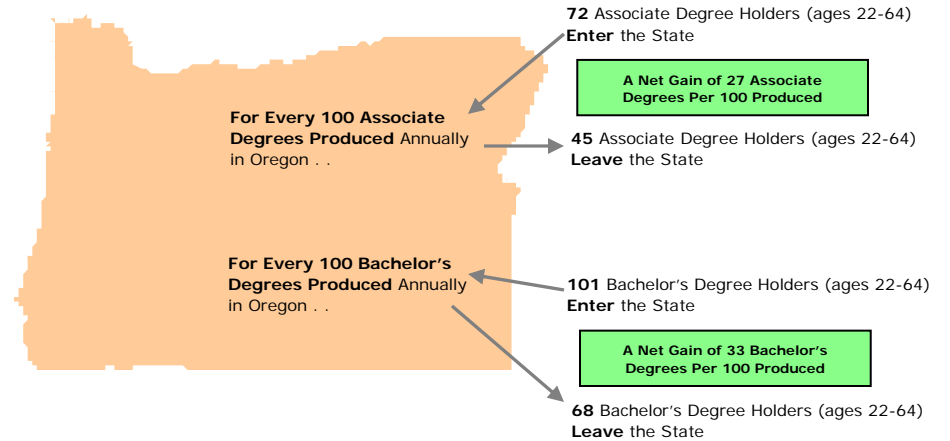 72 Associate Degree Holders (ages 22-64)
Enter the State
A Net Gain of 27 Associate
Degrees Per 100 Produced
For Every 100 Associate
Degrees Produced Annually
in Oregon . .
45 Associate Degree Holders (ages 22-64)
Leave the State
For Every 100 Bachelor's
Degrees Produced Annually
in Oregon . .
101 Bachelor's Degree Holders (ages 22-64)
Enter the State
A Net Gain of 33 Bachelor's
Degrees Per 100 Produced
68 Bachelor's Degree Holders (ages 22-64)
Leave the State